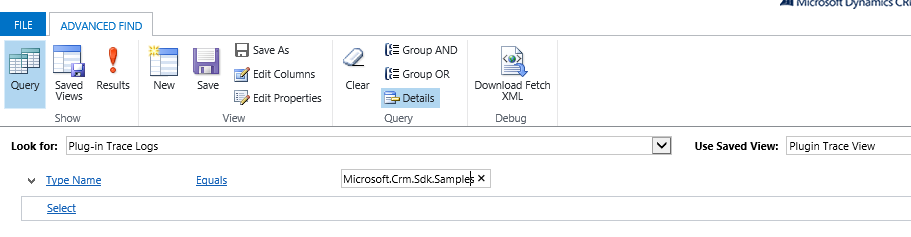 Microsoft Dynamics CR
FILE
ADVANCED FIND
Query
Saved
Views
Results
New
Save
Save As
Edit Columns
Edit Properties
Clear
Group AND
Group OR
Details
Download Fetch
XML
Show
View
Query
Debug
Look for: Plug-in Trace Logs
Use Saved View: Plugin Trace View
Type Name Equals Microsoft.Crm.Sdk.Samples
Select